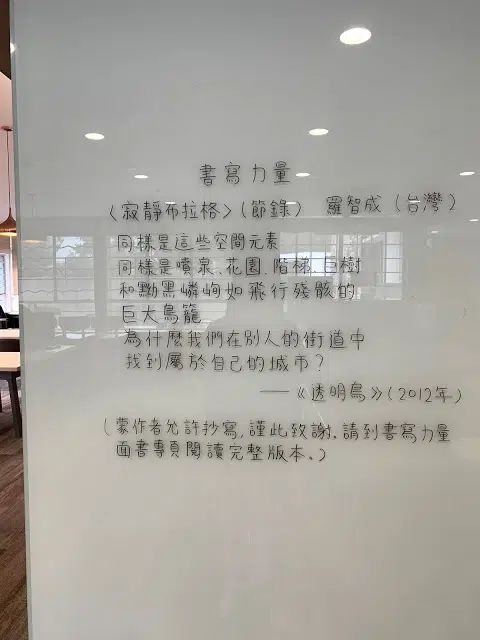 書寫力量
〈寂靜布拉格〉(節錄) 羅智成(台灣)
同樣是這些空間元素
同樣是噴泉、花園、階梯、巨樹
和黝黑嶙峋如飛行殘骸的
巨大鳥籠
為什麼我們在別人的街道中
找到屬於自己的城市?
——《透明鳥》(2012年)
(蒙作者允許抄寫,謹此致謝。請到書寫力量
面書專頁閱讀完整版本。)